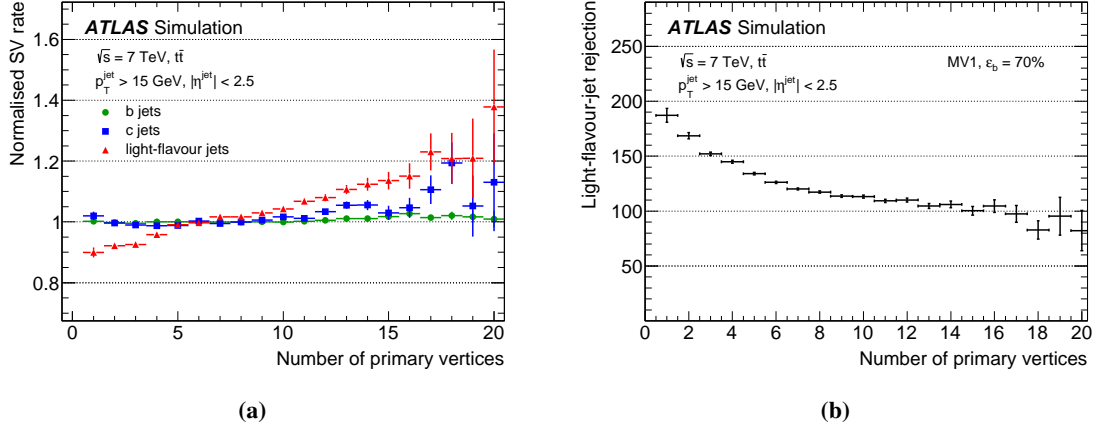 ATLAS Simulation
√s = 7 TeV, tt̄
p_T^jet > 15 GeV, |η^jet| < 2.5
b jets
c jets
light-flavour jets
Normalised SV rate
1.6
1.4
1.2
1
0.8
0 5 10 15 20
Number of primary vertices
(a)
ATLAS Simulation
√s = 7 TeV, tt̄
MV1, ε_b = 70%
p_T^jet > 15 GeV, |η^jet| < 2.5
Light-flavour-jet rejection
250
200
150
100
50
0 2 4 6 8 10 12 14 16 18 20
Number of primary vertices
(b)